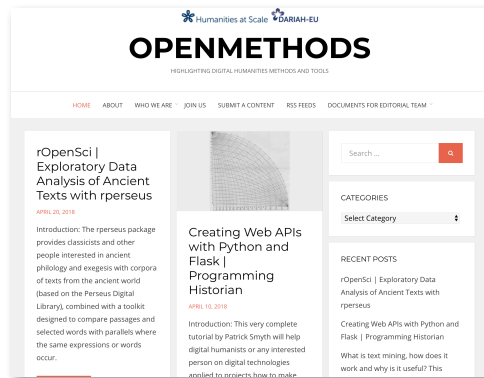 Humanities at Scale DARIAH-EU
OPENMETHODS
HIGHLIGHTING DIGITAL HUMANITIES METHODS AND TOOLS
HOME ABOUT WHO WE ARE JOIN US SUBMIT A CONTENT RSS FEEDS DOCUMENTS FOR EDITORIAL TEAM
rOpenSci |
Exploratory Data
Analysis of Ancient
Texts with rperseus
APRIL 20, 2018
Introduction: The rperseus package
provides classicists and other
people interested in ancient
philology and exegesis with corpora
of texts from the ancient world
(based on the Perseus Digital
Library), combined with a toolkit
designed to compare passages and
selected words with parallels where
the same expressions or words
occur.
Creating Web APIs
with Python and
Flask |
Programming
Historian
APRIL 10, 2018
Introduction: This very complete
tutorial by Patrick Smyth will help
digital humanists or any interested
person on digital technologies
applied to projects how to make
Search ...
CATEGORIES
Select Category
RECENT POSTS
rOpenSci | Exploratory Data
Analysis of Ancient Texts with
rperseus
Creating Web APIs with Python and
Flask | Programming Historian
What is text mining, how does it
work and why is it useful? This